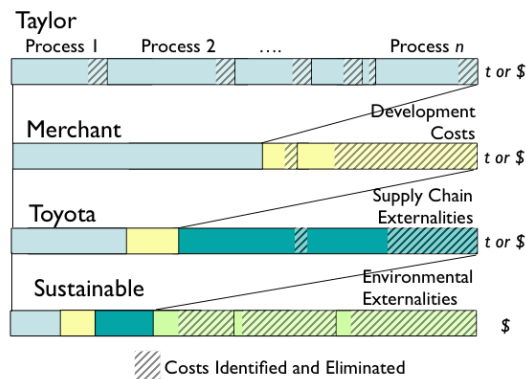 Taylor
Process 1 Process 2 .... Process n
t or $
Development
Merchant Costs
t or $
Toyota Supply Chain
Externalities
t or $
Sustainable Environmental
Externalities
$
Costs Identified and Eliminated